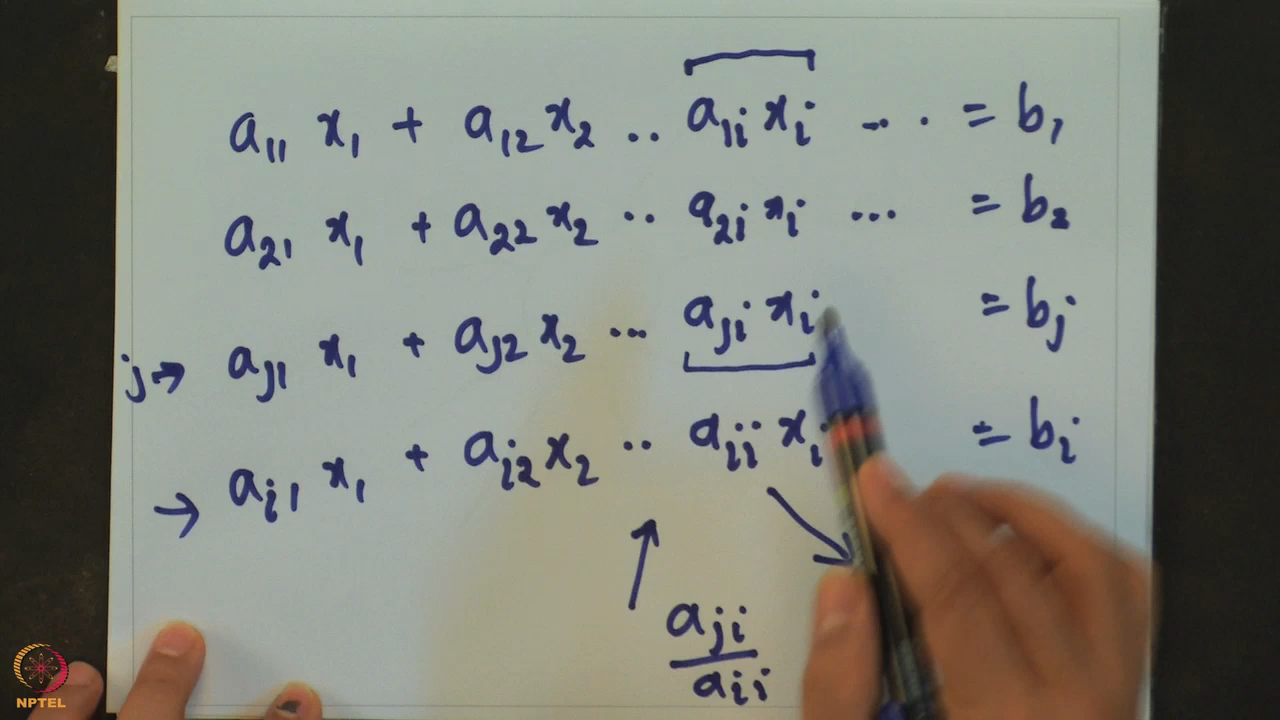 a₁₁ x₁ + a₁₂ x₂ .. a₁ᵢ xᵢ ... = b₁
a₂₁ x₁ + a₂₂ x₂ .. a₂ᵢ xᵢ ... = b₂
j → aⱼ₁ x₁ + aⱼ₂ x₂ ... aⱼᵢ xᵢ = bⱼ
→ aᵢ₁ x₁ + aᵢ₂ x₂ .. aᵢᵢ xᵢ = bᵢ
aⱼᵢ
aᵢᵢ
NPTEL